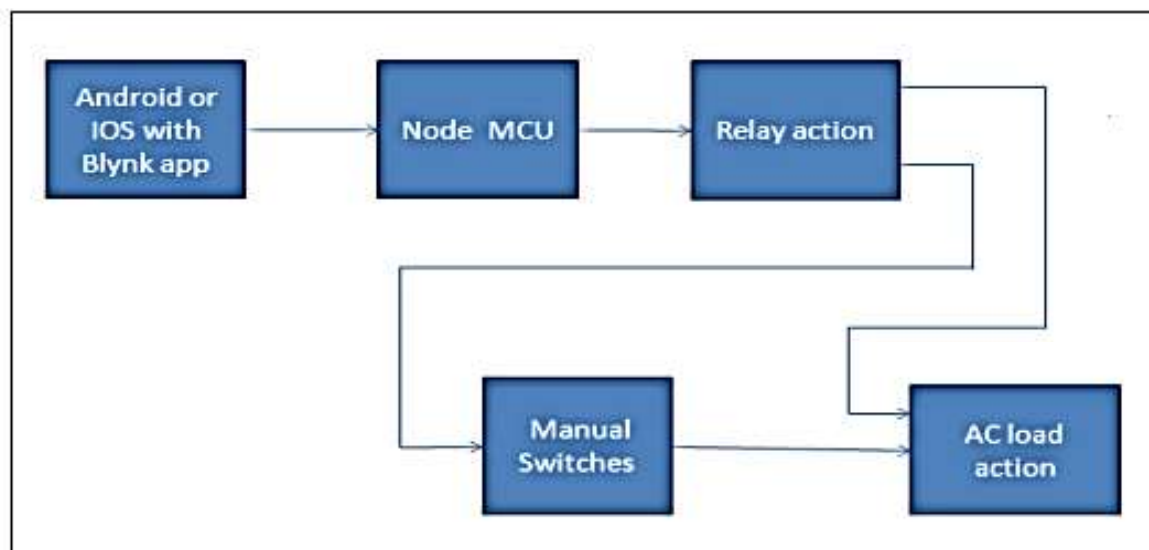 Android or
IOS with
Blynk app
Node MCU
Relay action
Manual
Switches
AC load
action